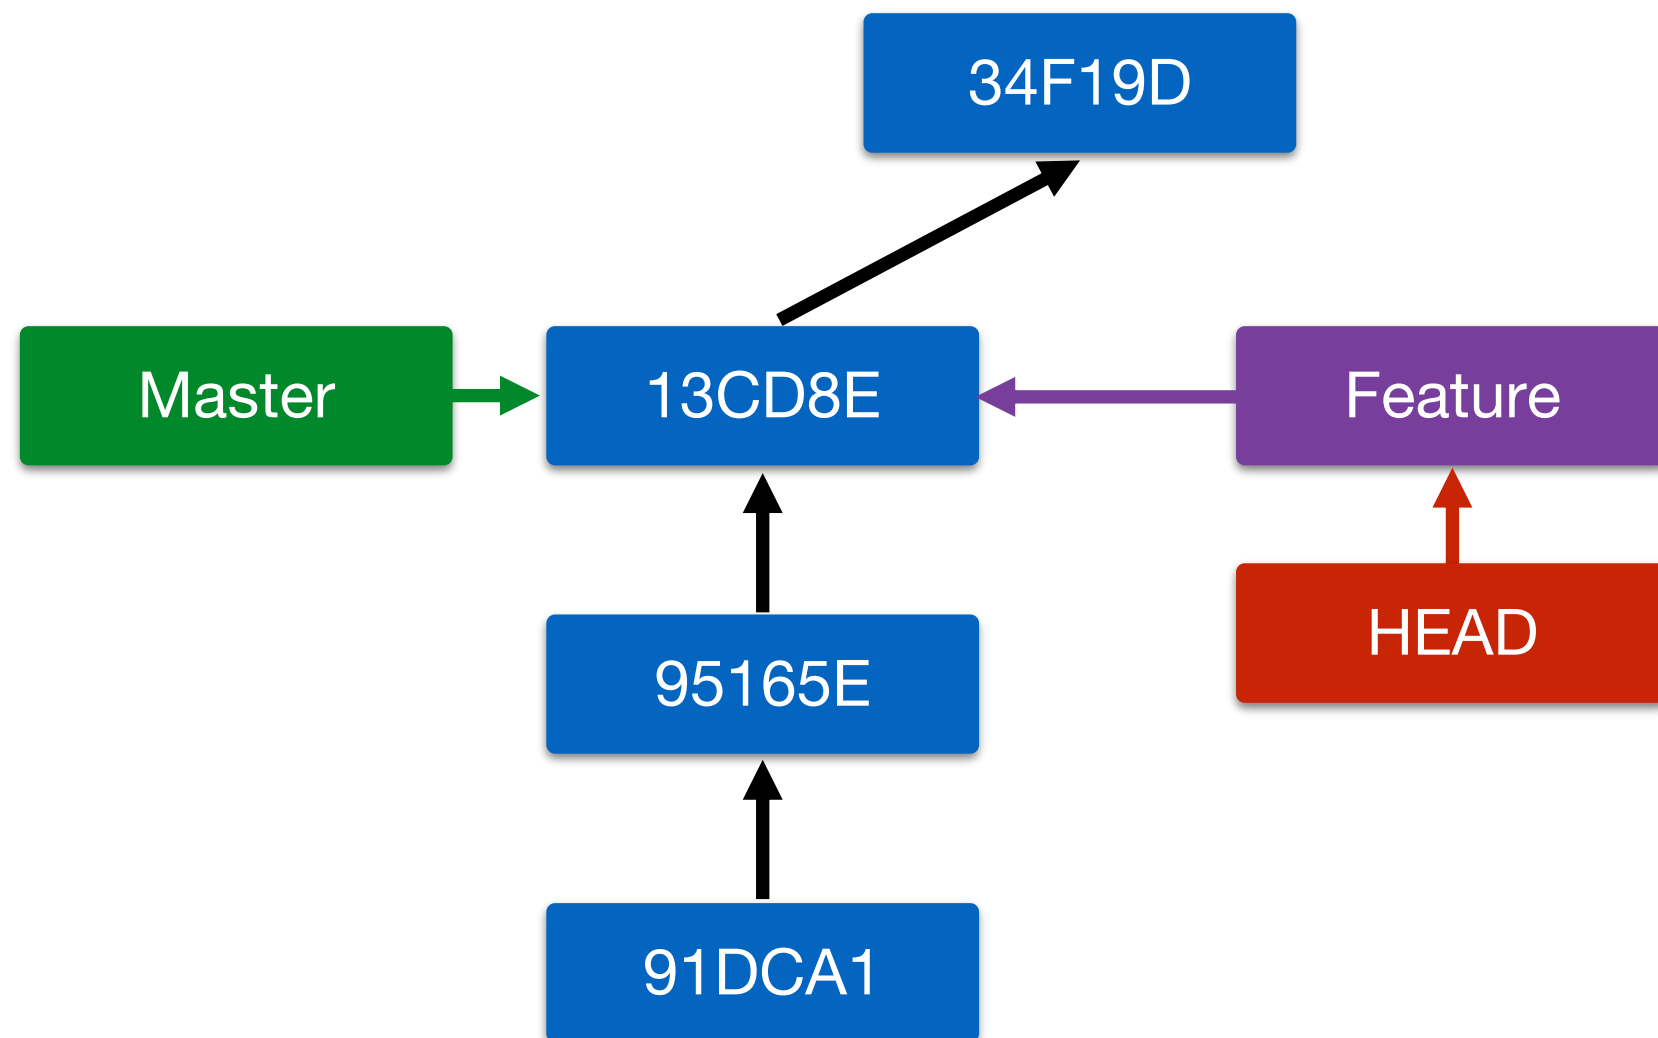 34F19D
Master
13CD8E
Feature
HEAD
95165E
91DCA1